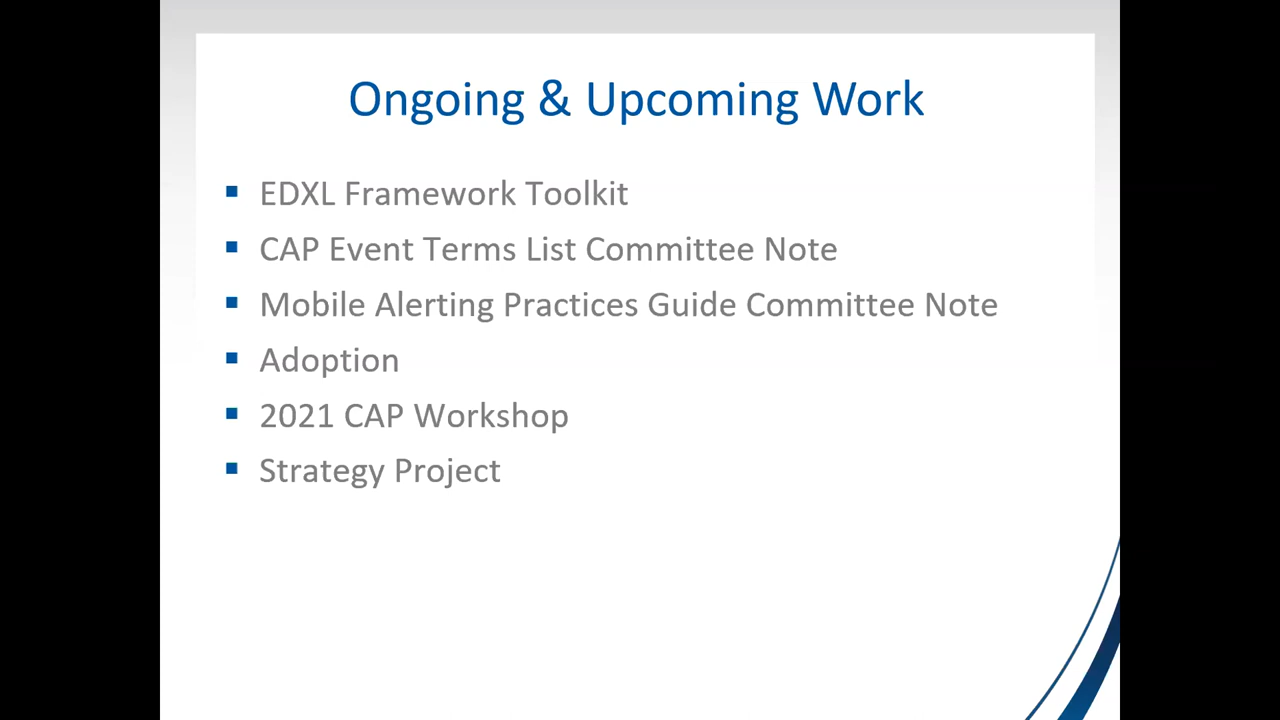 Ongoing & Upcoming Work
EDXL Framework Toolkit
CAP Event Terms List Committee Note
Mobile Alerting Practices Guide Committee Note
Adoption
2021 CAP Workshop
Strategy Project